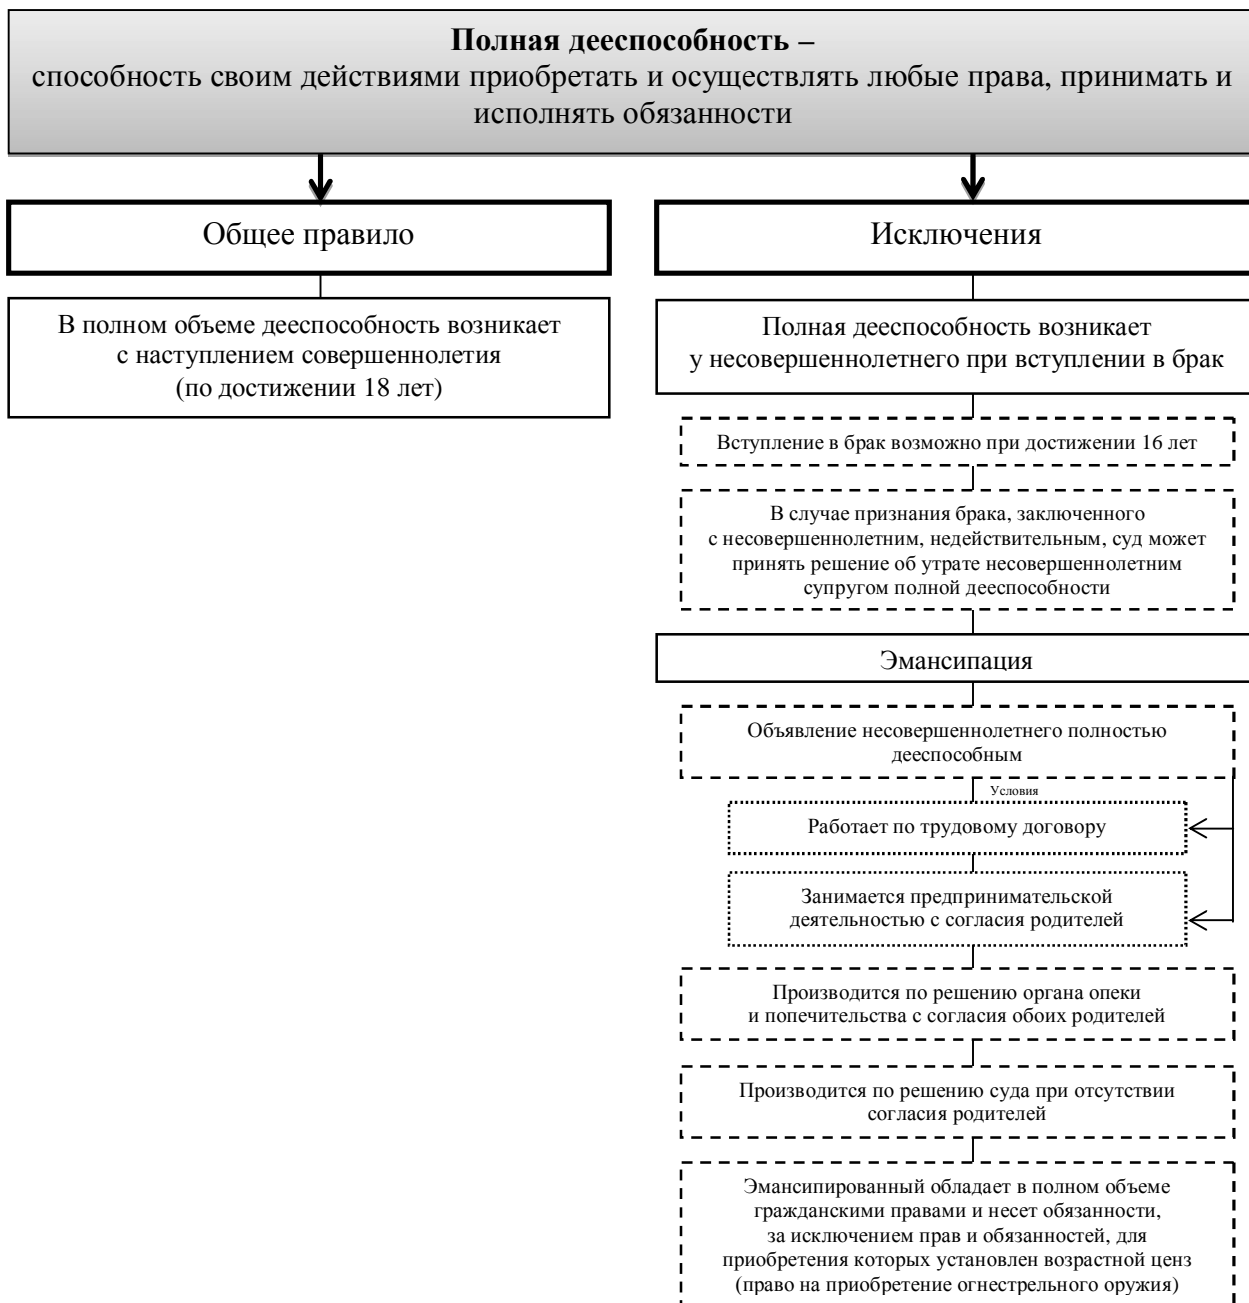 Полная дееспособность –
способность своим действиями приобретать и осуществлять любые права, принимать и
исполнять обязанности
Общее правило
В полном объеме дееспособность возникает
с наступлением совершеннолетия
(по достижении 18 лет)
Исключения
Полная дееспособность возникает
у несовершеннолетнего при вступлении в брак
Вступление в брак возможно при достижении 16 лет
В случае признания брака, заключенного
с несовершеннолетним, недействительным, суд может
принять решение об утрате несовершеннолетним
супругом полной дееспособности
Эмансипация
Объявление несовершеннолетнего полностью
дееспособным
Условия
Работает по трудовому договору
Занимается предпринимательской
деятельностью с согласия родителей
Производится по решению органа опеки
и попечительства с согласия обоих родителей
Производится по решению суда при отсутствии
согласия родителей
Эмансипированный обладает в полном объеме
гражданскими правами и несет обязанности,
за исключением прав и обязанностей, для
приобретения которых установлен возрастной ценз
(право на приобретение огнестрельного оружия)